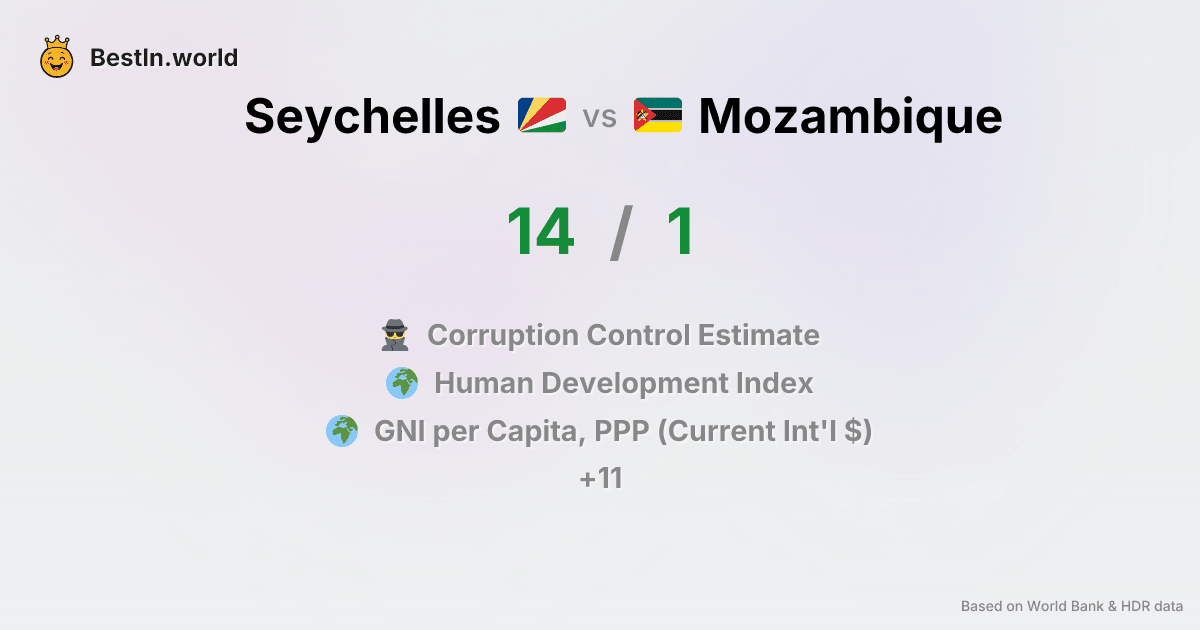 BestIn.world
Seychelles vs Mozambique
14 / 1
Corruption Control Estimate
Human Development Index
GNI per Capita, PPP (Current Int'l $)
+11
Based on World Bank & HDR data